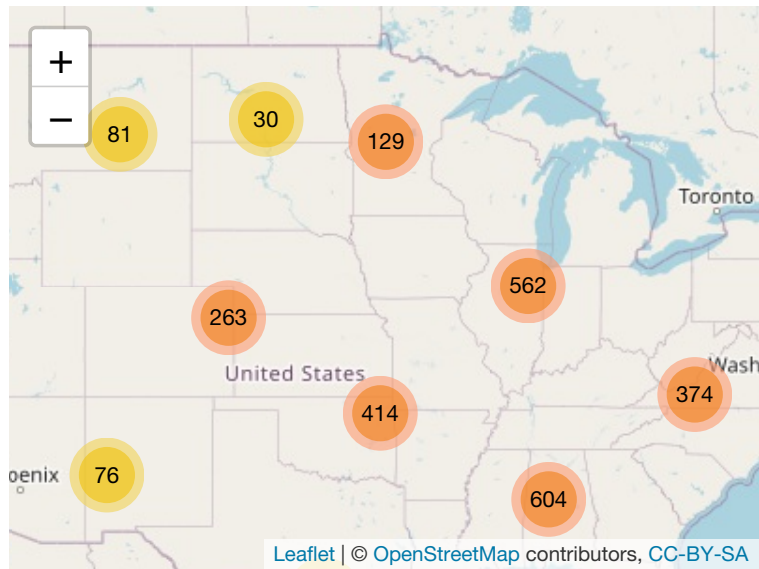 +
−
81
30
129
Toronto
562
263
United States
Wash
374
414
oenix
76
604
Leaflet | © OpenStreetMap contributors, CC-BY-SA